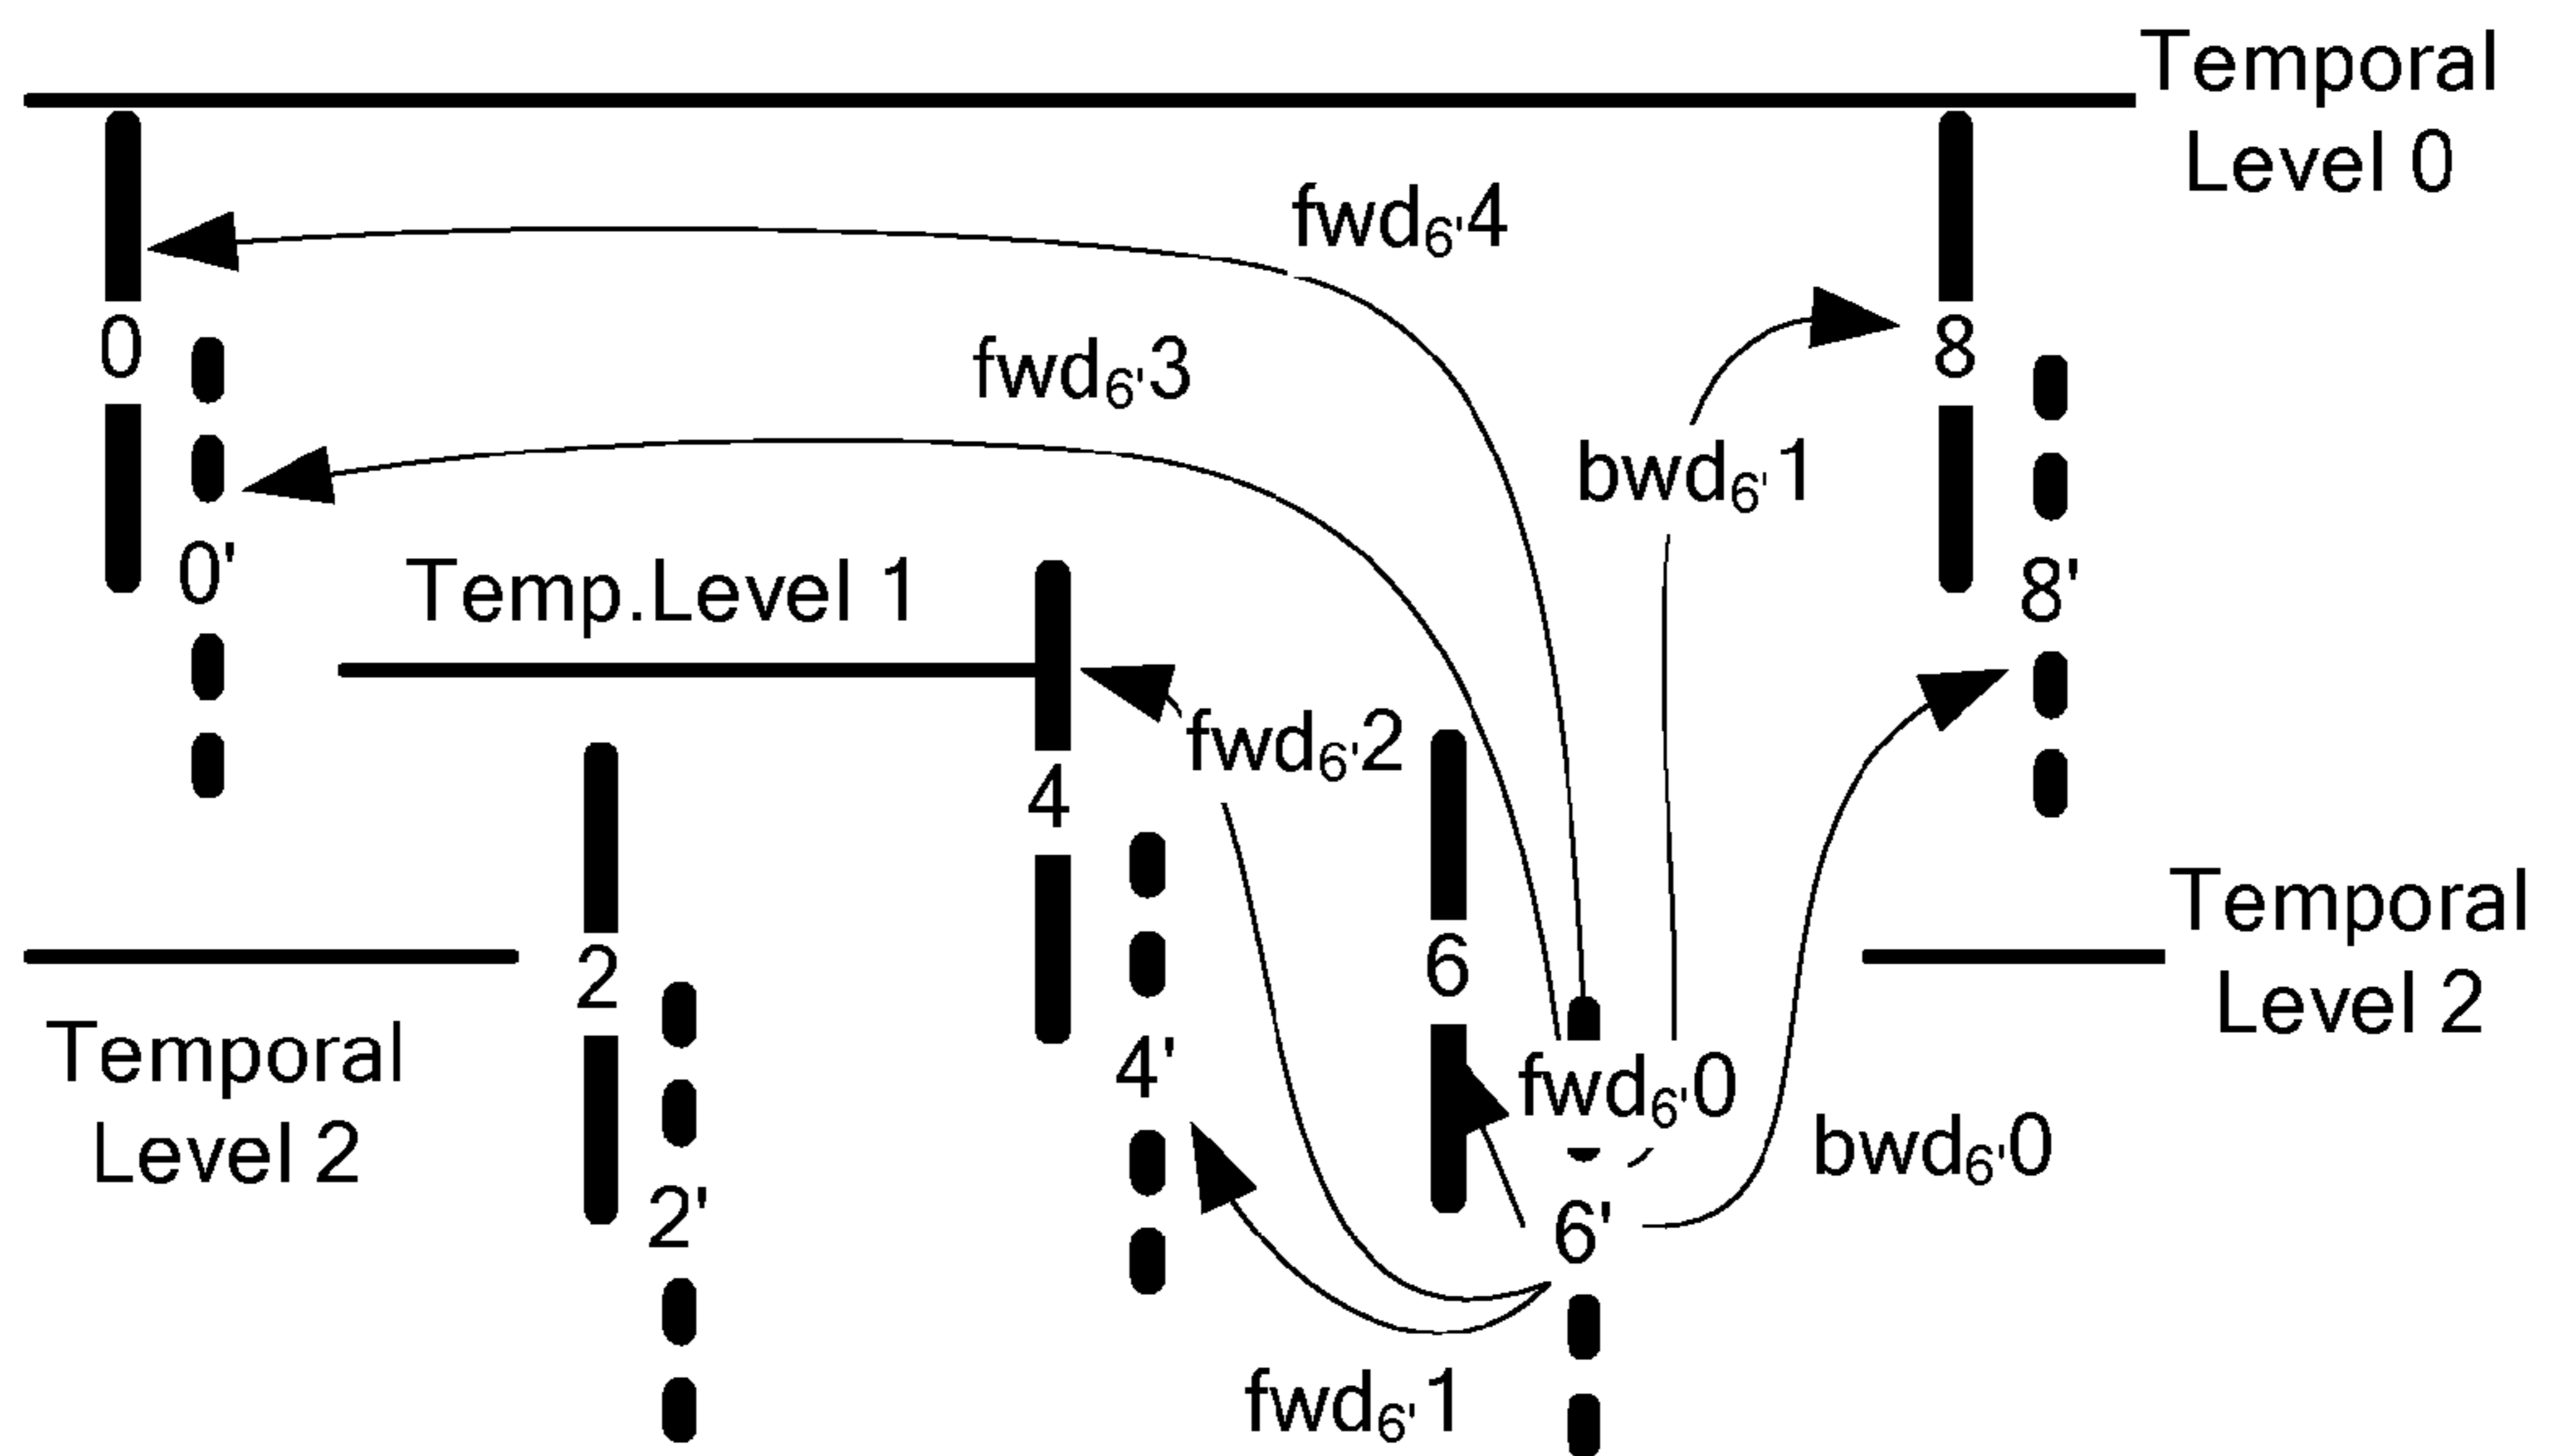 Temporal
Level 0
fwd6'4
0
fwd6'3
8
bwd6'1
0'
Temp.Level 1
8'
fwd6'2
4
Temporal
Level 2
2
6
Temporal
Level 2
4'
fwd6'0
bwd6'0
2'
6'
fwd6'1